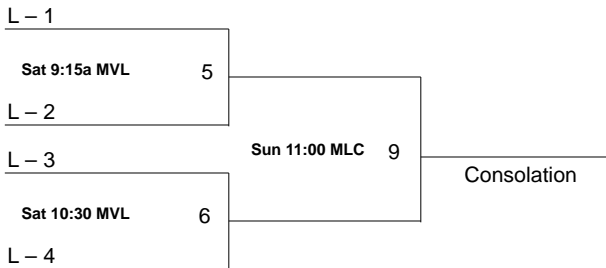 L – 1
Sat 9:15a MVL 5
L – 2
Sun 11:00 MLC 9
L – 3
Consolation
Sat 10:30 MVL 6
L – 4